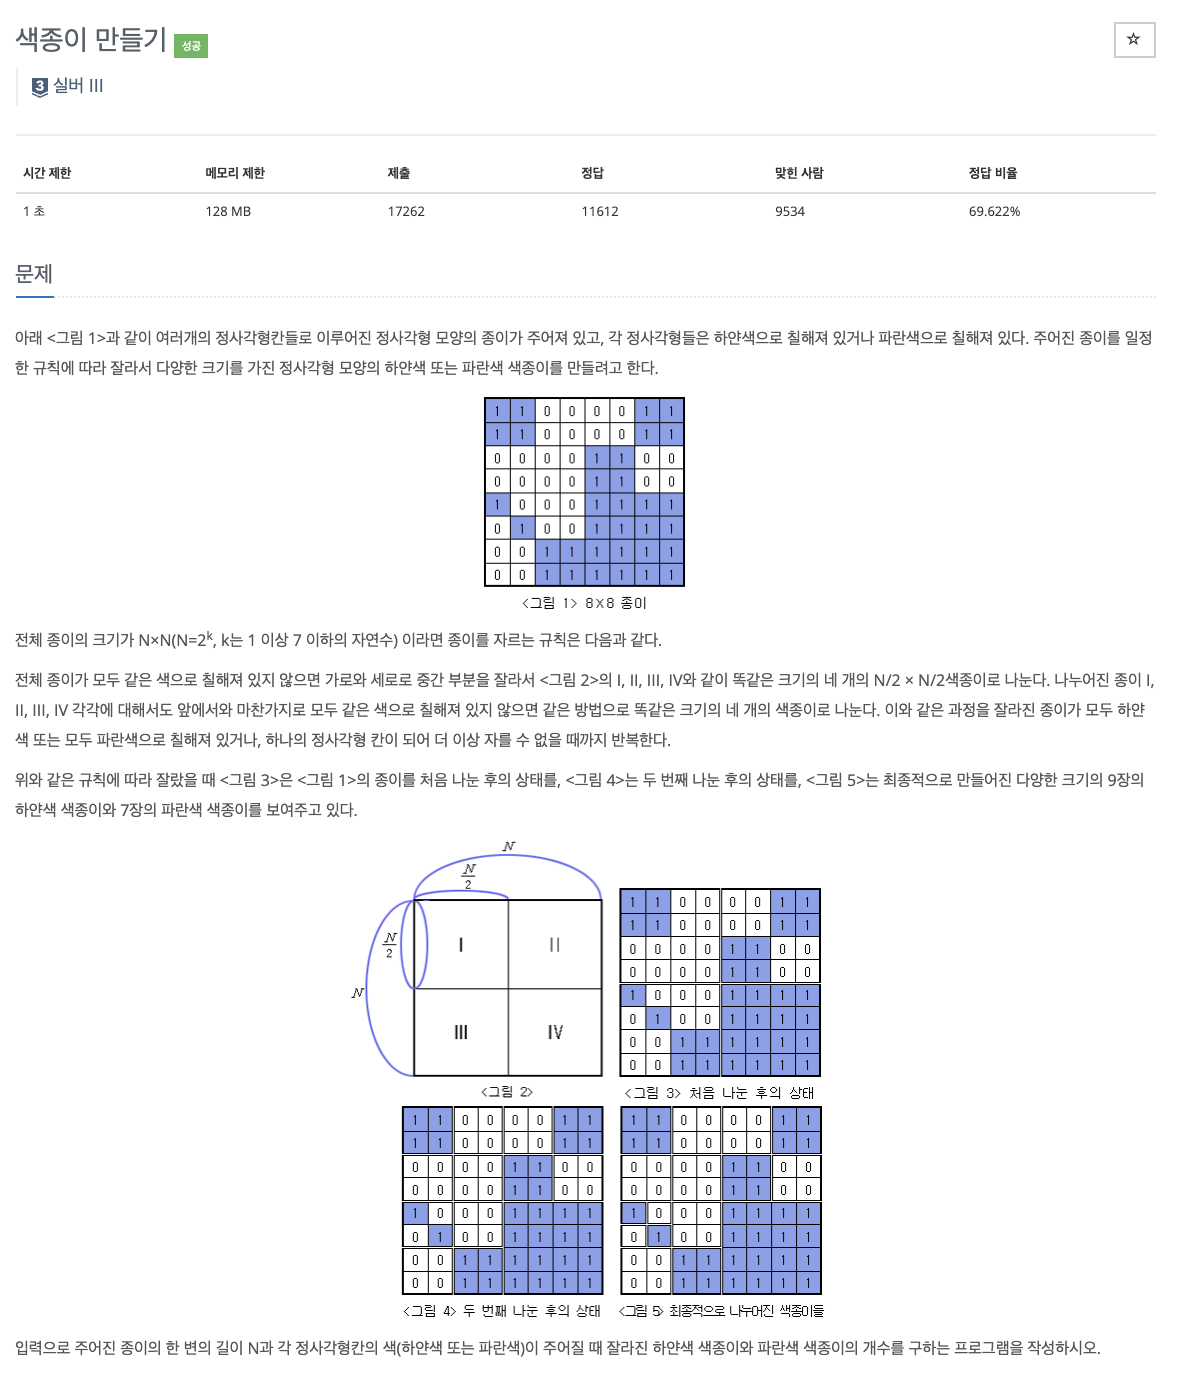 색종이 만들기 성공
☆
3 실버 III
시간 제한 메모리 제한 제출 정답 맞힌 사람 정답 비율
1 초 128 MB 17262 11612 9534 69.622%
문제
아래 <그림 1>과 같이 여러개의 정사각형칸들로 이루어진 정사각형 모양의 종이가 주어져 있고, 각 정사각형들은 하얀색으로 칠해져 있거나 파란색으로 칠해져 있다. 주어진 종이를 일정
한 규칙에 따라 잘라서 다양한 크기를 가진 정사각형 모양의 하얀색 또는 파란색 색종이를 만들려고 한다.
1 1 0 0 0 0 1 1
1 1 0 0 0 0 1 1
0 0 0 0 1 1 0 0
0 0 0 0 1 1 0 0
1 0 0 0 1 1 1 1
0 1 0 0 1 1 1 1
0 0 1 1 1 1 1 1
0 0 1 1 1 1 1 1
<그림 1> 8X8 종이
전체 종이의 크기가 N×N(N=2^k, k는 1 이상 7 이하의 자연수) 이라면 종이를 자르는 규칙은 다음과 같다.
전체 종이가 모두 같은 색으로 칠해져 있지 않으면 가로와 세로로 중간 부분을 잘라서 <그림 2>의 I, II, III, IV와 같이 똑같은 크기의 네 개의 N/2 × N/2색종이로 나눈다. 나누어진 종이 I,
II, III, IV 각각에 대해서도 앞에서와 마찬가지로 모두 같은 색으로 칠해져 있지 않으면 같은 방법으로 똑같은 크기의 네 개의 색종이로 나눈다. 이와 같은 과정을 잘라진 종이가 모두 하얀
색 또는 모두 파란색으로 칠해져 있거나, 하나의 정사각형 칸이 되어 더 이상 자를 수 없을 때까지 반복한다.
위와 같은 규칙에 따라 잘랐을 때 <그림 3>은 <그림 1>의 종이를 처음 나눈 후의 상태를, <그림 4>는 두 번째 나눈 후의 상태를, <그림 5>는 최종적으로 만들어진 다양한 크기의 9장의
하얀색 색종이와 7장의 파란색 색종이를 보여주고 있다.
N
N
2
N
2
N
I II
III IV
<그림 2>
1 1 0 0 0 0 1 1
1 1 0 0 0 0 1 1
0 0 0 0 1 1 0 0
0 0 0 0 1 1 0 0
1 0 0 0 1 1 1 1
0 1 0 0 1 1 1 1
0 0 1 1 1 1 1 1
0 0 1 1 1 1 1 1
<그림 3> 처음 나눈 후의 상태
1 1 0 0 0 0 1 1
1 1 0 0 0 0 1 1
0 0 0 0 1 1 0 0
0 0 0 0 1 1 0 0
1 0 0 0 1 1 1 1
0 1 0 0 1 1 1 1
0 0 1 1 1 1 1 1
0 0 1 1 1 1 1 1
<그림 4> 두 번째 나눈 후의 상태
1 1 0 0 0 0 1 1
1 1 0 0 0 0 1 1
0 0 0 0 1 1 0 0
0 0 0 0 1 1 0 0
1 0 0 0 1 1 1 1
0 1 0 0 1 1 1 1
0 0 1 1 1 1 1 1
0 0 1 1 1 1 1 1
<그림 5> 최종적으로 나누어진 색종이들
입력으로 주어진 종이의 한 변의 길이 N과 각 정사각형칸의 색(하얀색 또는 파란색)이 주어질 때 잘라진 하얀색 색종이와 파란색 색종이의 개수를 구하는 프로그램을 작성하시오.